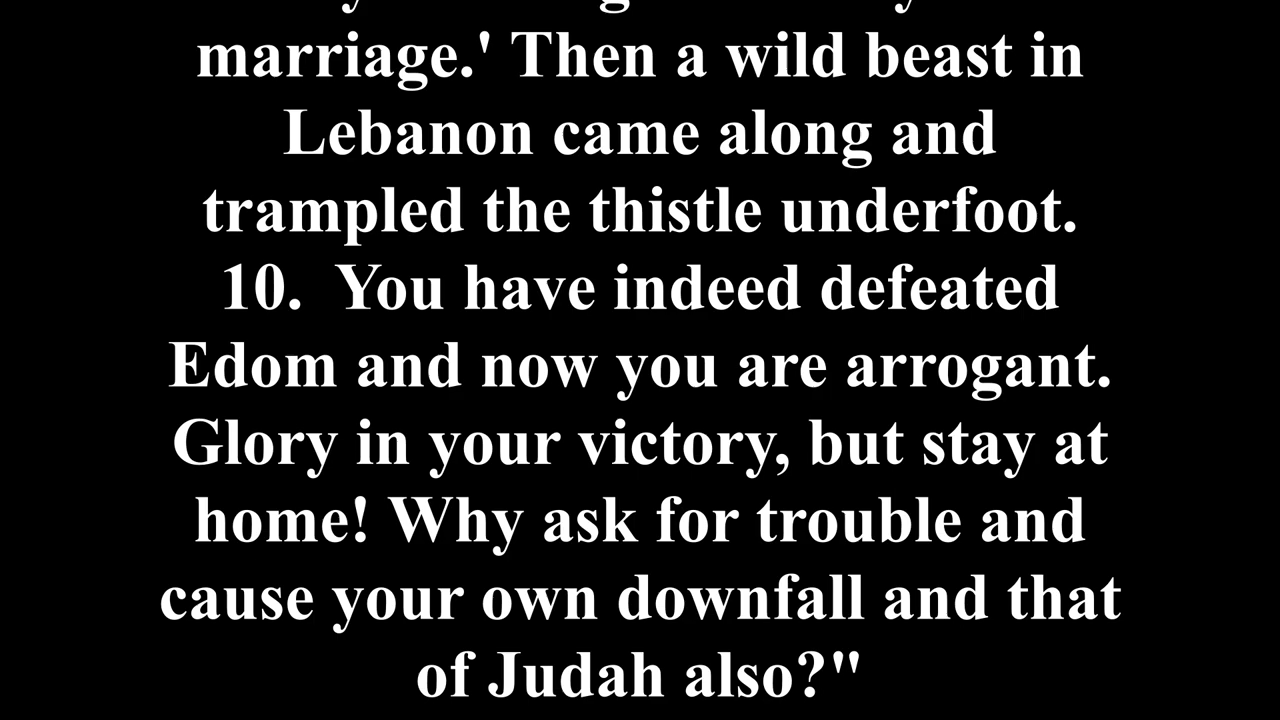 marriage.' Then a wild beast in
Lebanon came along and
trampled the thistle underfoot.
10.  You have indeed defeated
Edom and now you are arrogant.
Glory in your victory, but stay at
home! Why ask for trouble and
cause your own downfall and that
of Judah also?"